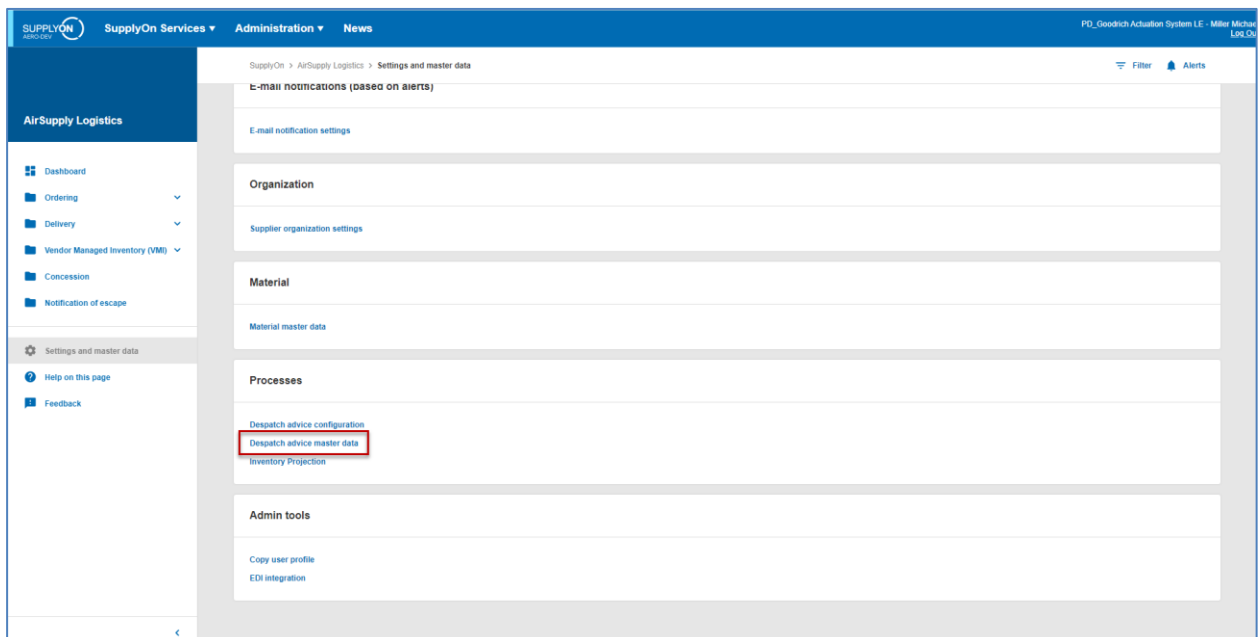 SUPPLYON
AERO-DEV
SupplyOn Services ▾ Administration ▾ News
PD_Goodrich Actuation System LE - Miller Michae
Log Ou
SupplyOn > AirSupply Logistics > Settings and master data
Filter Alerts
AirSupply Logistics
Dashboard
Ordering
Delivery
Vendor Managed Inventory (VMI)
Concession
Notification of escape
Settings and master data
Help on this page
Feedback
E-mail notifications (based on alerts)
E-mail notification settings
Organization
Supplier organization settings
Material
Material master data
Processes
Despatch advice configuration
Despatch advice master data
Inventory Projection
Admin tools
Copy user profile
EDI integration